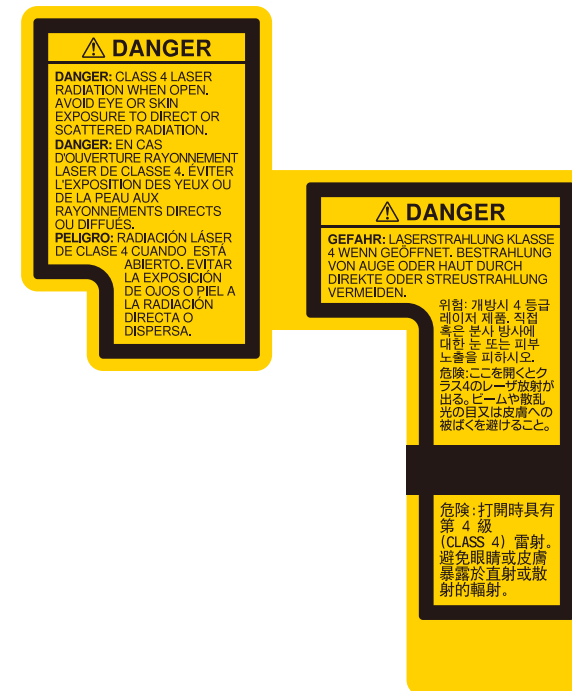 ⚠ DANGER
DANGER: CLASS 4 LASER
RADIATION WHEN OPEN.
AVOID EYE OR SKIN
EXPOSURE TO DIRECT OR
SCATTERED RADIATION.
DANGER: EN CAS
D'OUVERTURE RAYONNEMENT
LASER DE CLASSE 4. ÉVITER
L'EXPOSITION DES YEUX OU
DE LA PEAU AUX
RAYONNEMENTS DIRECTS
OU DIFFUÉS.
PELIGRO: RADIACIÓN LÁSER
DE CLASE 4 CUANDO ESTÁ
ABIERTO. EVITAR
LA EXPOSICIÓN
DE OJOS O PIEL A
LA RADIACIÓN
DIRECTA O
DISPERSA.
⚠ DANGER
GEFAHR: LASERSTRAHLUNG KLASSE
4 WENN GEÖFFNET. BESTRAHLUNG
VON AUGE ODER HAUT DURCH
DIREKTE ODER STREUSTRAHLUNG
VERMEIDEN.
위험: 개방시 4 등급
레이저 제품. 직접
혹은 분사 방사에
대한 눈 또는 피부
노출을 피하시오.
危険:ここを開くとク
ラス4のレーザ放射が
出る。ビームや散乱
光の目又は皮膚への
被ばくを避けること。
危険:打開時具有
第 4 級
(CLASS 4) 雷射。
避免眼睛或皮膚
暴露於直射或散
射的輻射。